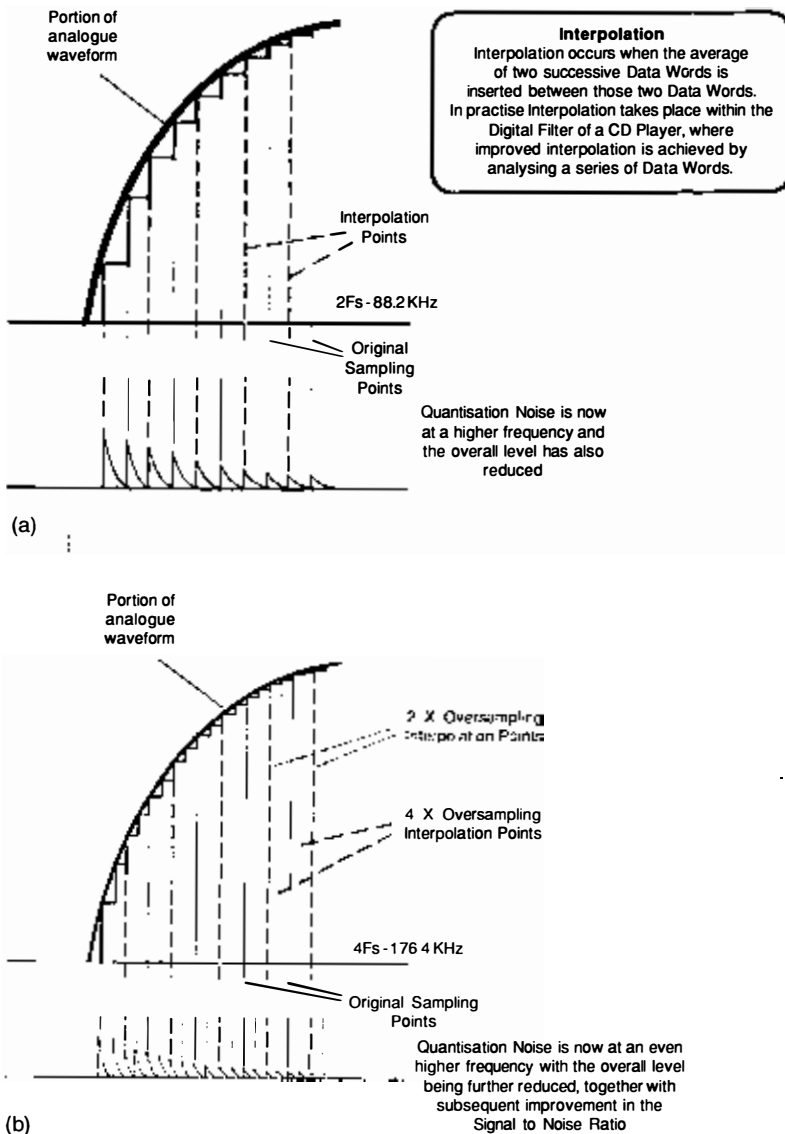 Portion of
analogue
waveform
Interpolation
Interpolation occurs when the average
of two successive Data Words is
inserted between those two Data Words.
In practise Interpolation takes place within the
Digital Filter of a CD Player, where
improved interpolation is achieved by
analysing a series of Data Words.
Interpolation
Points
2Fs - 88.2 KHz
Original
Sampling
Points
Quantisation Noise is now
at a higher frequency and
the overall level has also
reduced
(a)
Portion of
analogue
waveform
2 X Oversampling
Interpolation Points
4 X Oversampling
Interpolation Points
4Fs - 176 4 KHz
Original Sampling
Points
Quantisation Noise is now at an even
higher frequency with the overall level
being further reduced, together with
subsequent improvement in the
Signal to Noise Ratio
(b)